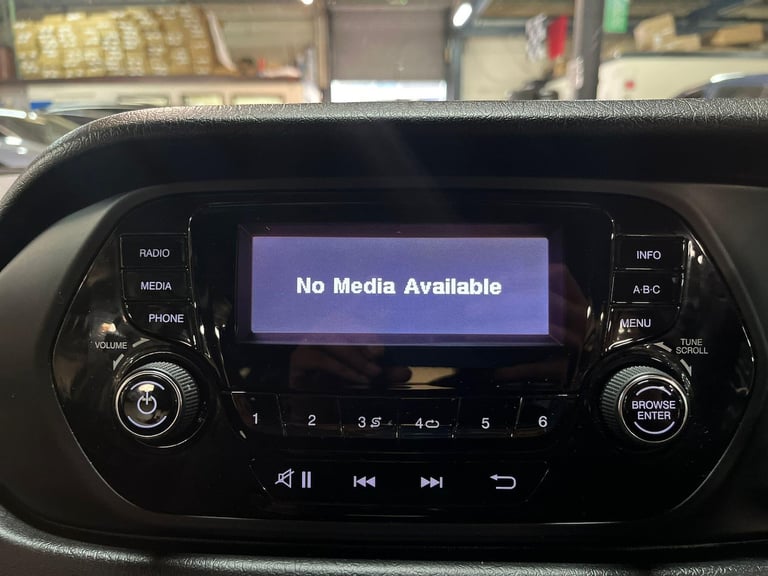 RADIO
MEDIA
PHONE
VOLUME
No Media Available
INFO
A·B·C
MENU
TUNE
SCROLL
BROWSE
ENTER
1 2 3 4 5 6